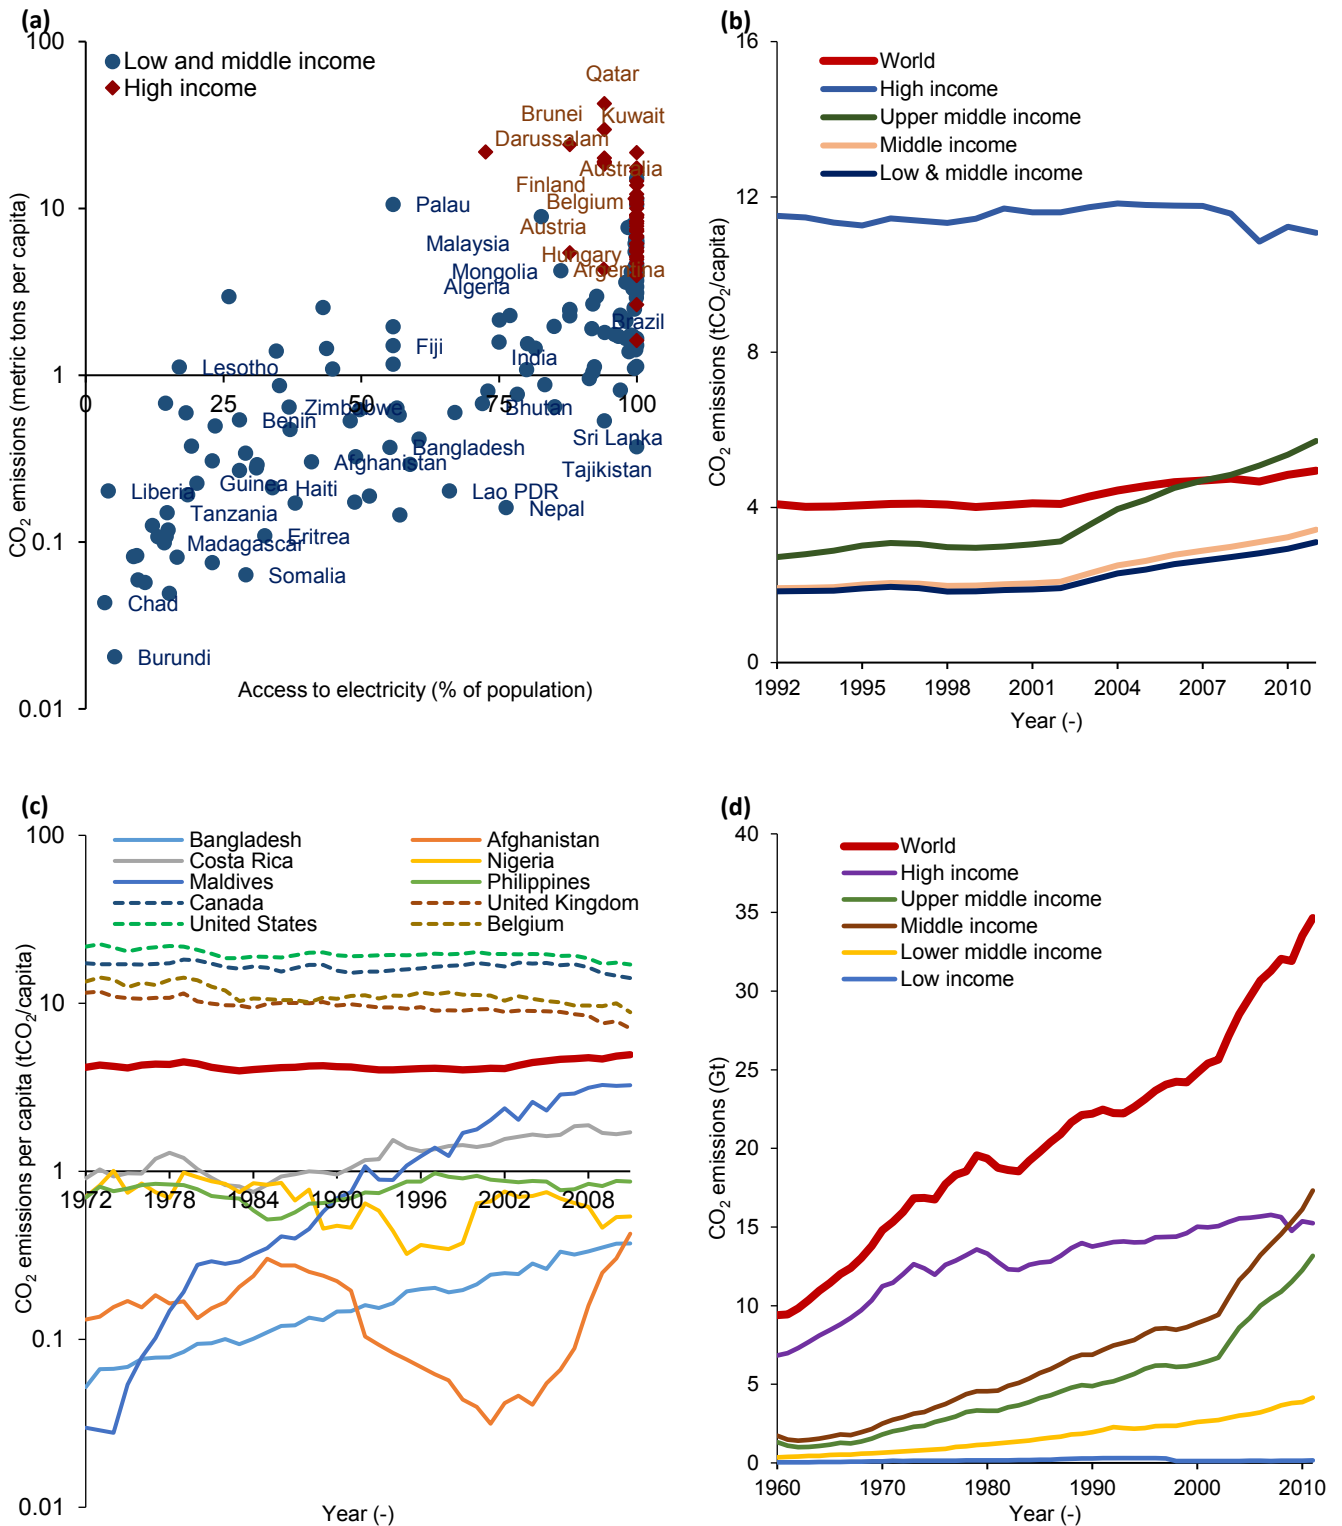 (a)
100
10
1
0.1
0.01
CO2 emissions (metric tons per capita)
Low and middle income
High income
Qatar
Brunei
Kuwait
Darussalam
Australia
Finland
Belgium
Palau
Austria
Malaysia
Hungary
Mongolia
Argentina
Algeria
Brazil
Fiji
India
Lesotho
0
25
50
75
100
Zimbabwe
Bhutan
Benin
Sri Lanka
Bangladesh
Afghanistan
Tajikistan
Guinea
Haiti
Liberia
Lao PDR
Tanzania
Nepal
Eritrea
Madagascar
Somalia
Chad
Burundi
Access to electricity (% of population)
(b)
16
12
8
4
0
CO2 emissions (tCO2/capita)
World
High income
Upper middle income
Middle income
Low & middle income
1992
1995
1998
2001
2004
2007
2010
Year (-)
(c)
100
10
1
0.1
0.01
CO2 emissions per capita (tCO2/capita)
Bangladesh
Afghanistan
Costa Rica
Nigeria
Maldives
Philippines
Canada
United Kingdom
United States
Belgium
1972
1978
1984
1990
1996
2002
2008
Year (-)
(d)
40
35
30
25
20
15
10
5
0
CO2 emissions (Gt)
World
High income
Upper middle income
Middle income
Lower middle income
Low income
1960
1970
1980
1990
2000
2010
Year (-)